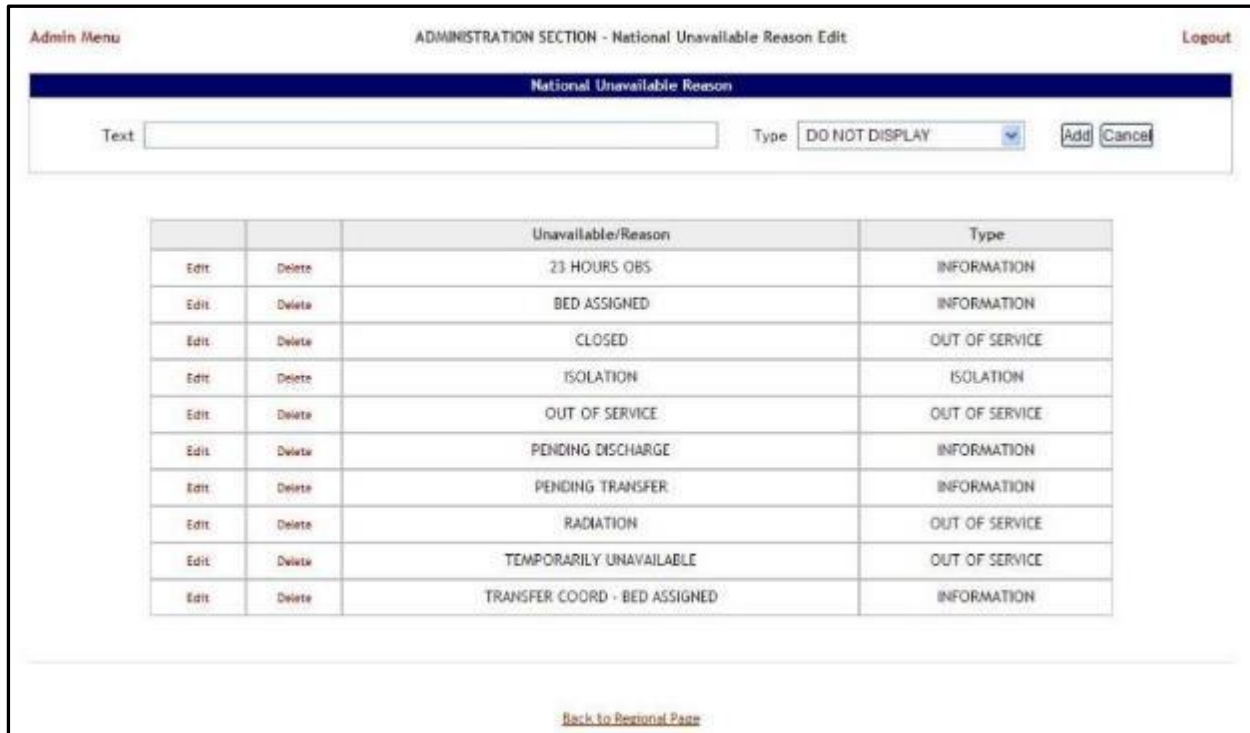 Admin Menu ADMINISTRATION SECTION - National Unavailable Reason Edit Logout
National Unavailable Reason
Text Type DO NOT DISPLAY Add Cancel
Unavailable/Reason Type
Edit Delete 23 HOURS OBS INFORMATION
Edit Delete BED ASSIGNED INFORMATION
Edit Delete CLOSED OUT OF SERVICE
Edit Delete ISOLATION ISOLATION
Edit Delete OUT OF SERVICE OUT OF SERVICE
Edit Delete PENDING DISCHARGE INFORMATION
Edit Delete PENDING TRANSFER INFORMATION
Edit Delete RADIATION OUT OF SERVICE
Edit Delete TEMPORARILY UNAVAILABLE OUT OF SERVICE
Edit Delete TRANSFER COORD - BED ASSIGNED INFORMATION
Back to Regional Page